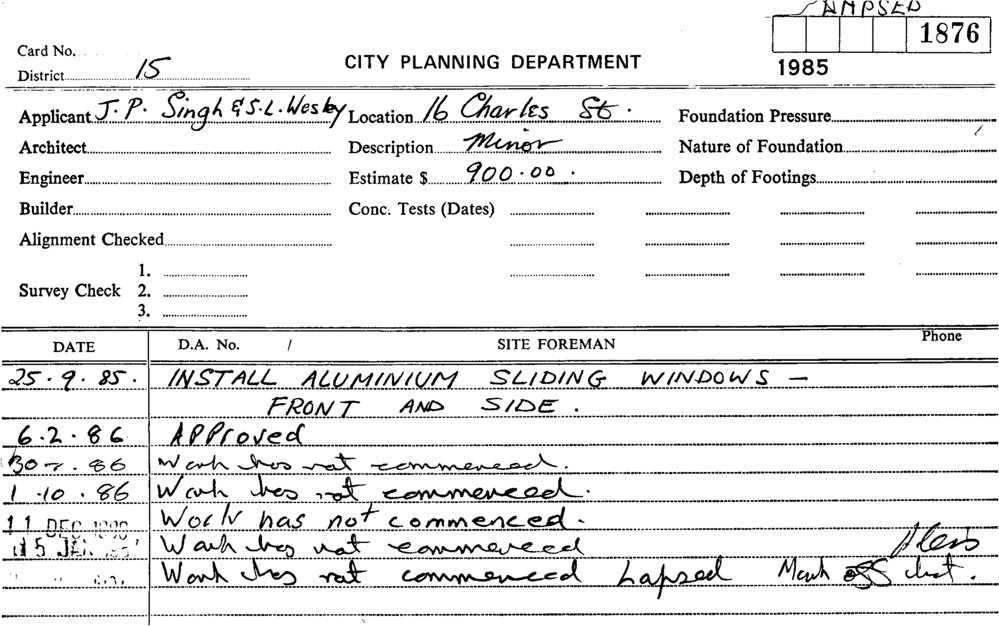 LAPSED
1876
Card No.
CITY PLANNING DEPARTMENT
1985
District 15
Applicant J. P. Singh & S. L. Wesley Location 16 Charles St. Foundation Pressure
Architect Description Minor Nature of Foundation
Engineer Estimate $ 900.00. Depth of Footings
Builder Conc. Tests (Dates)
Alignment Checked
1.
Survey Check 2.
3.
DATE D.A. No. / SITE FOREMAN Phone
25.9.85. INSTALL ALUMINIUM SLIDING WINDOWS —
FRONT AND SIDE.
6.2.86 APProved
86 Work has not commenced.
1.10.86 Work has not commenced.
11 DEC Work has not commenced.
15 JAN Work has not commenced
Work has not commenced Lapsed Mark off